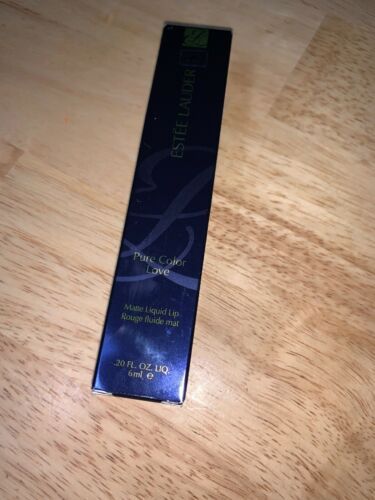 ESTĒE LAUDER
Pure Color
Love
Matte Liquid Lip
Rouge fluide mat
.20 FL. OZ. LIQ.
6ml ℮